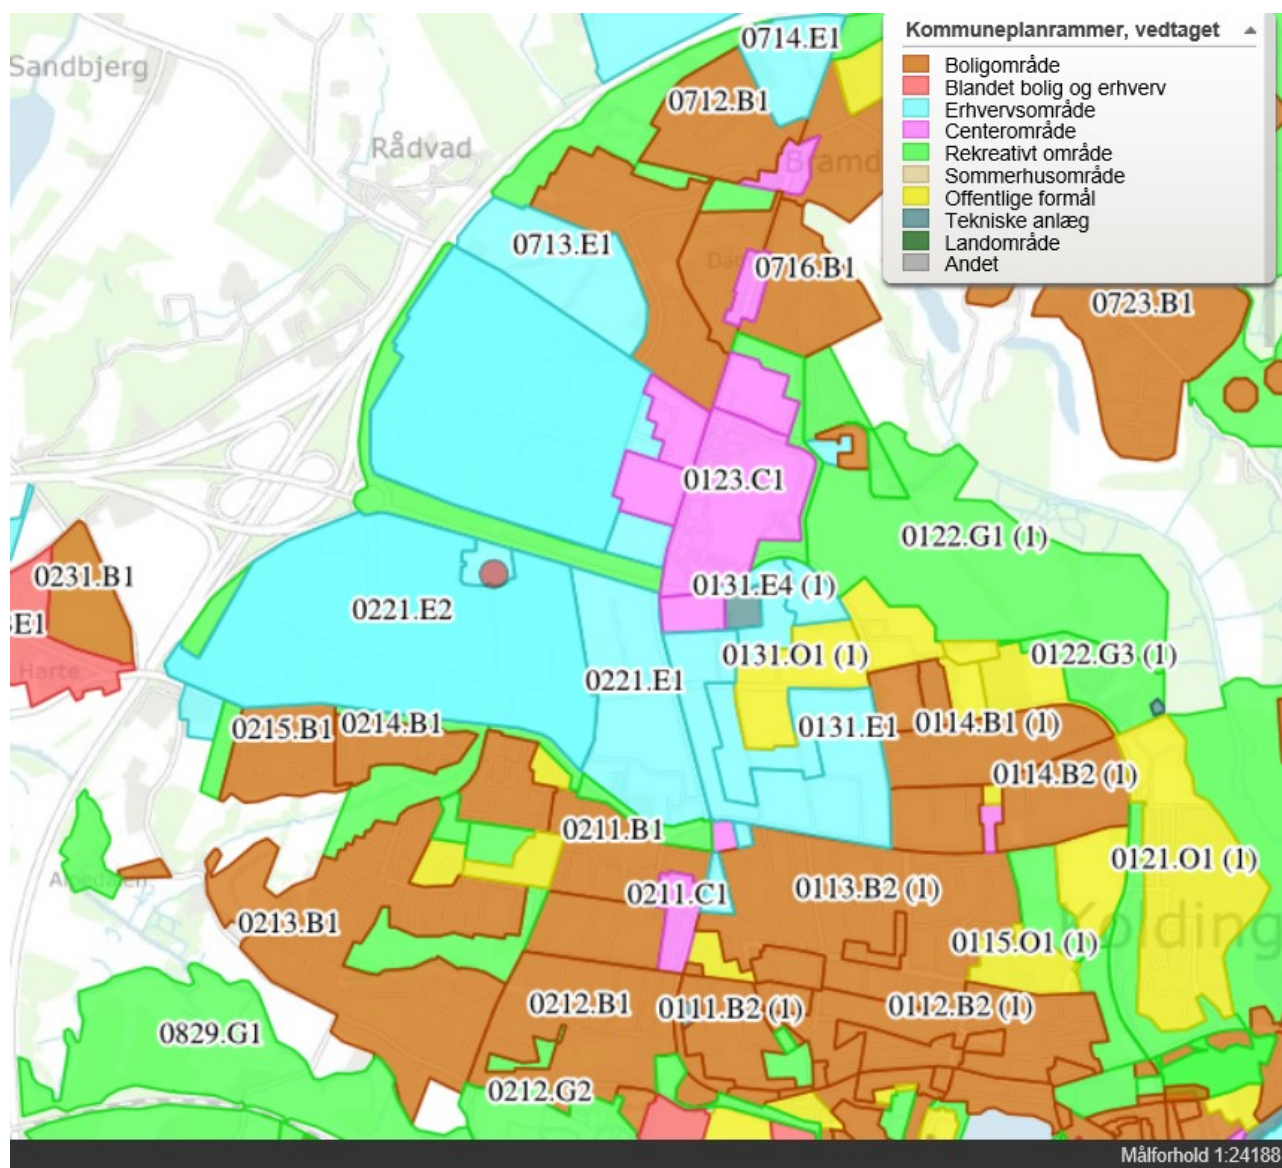 Kommuneplanrammer, vedtaget
Boligområde
Blandet bolig og erhverv
Erhvervsområde
Centerområde
Rekreativt område
Sommerhusområde
Offentlige formål
Tekniske anlæg
Landområde
Andet
0714.E1
Sandbjerg
0712.B1
Rådvad
Bramd
0713.E1
0716.B1
0723.B1
0123.C1
0122.G1 (1)
0231.B1
0131.E4 (1)
0221.E2
E1
0131.O1 (1)
0122.G3 (1)
Harte
0221.E1
0215.B1
0214.B1
0131.E1
0114.B1 (1)
0114.B2 (1)
0211.B1
0121.O1 (1)
0211.C1
0113.B2 (1)
0213.B1
0115.O1 (1)
Kolding
0212.B1
0111.B2 (1)
0112.B2 (1)
0829.G1
0212.G2
Målforhold 1:24188